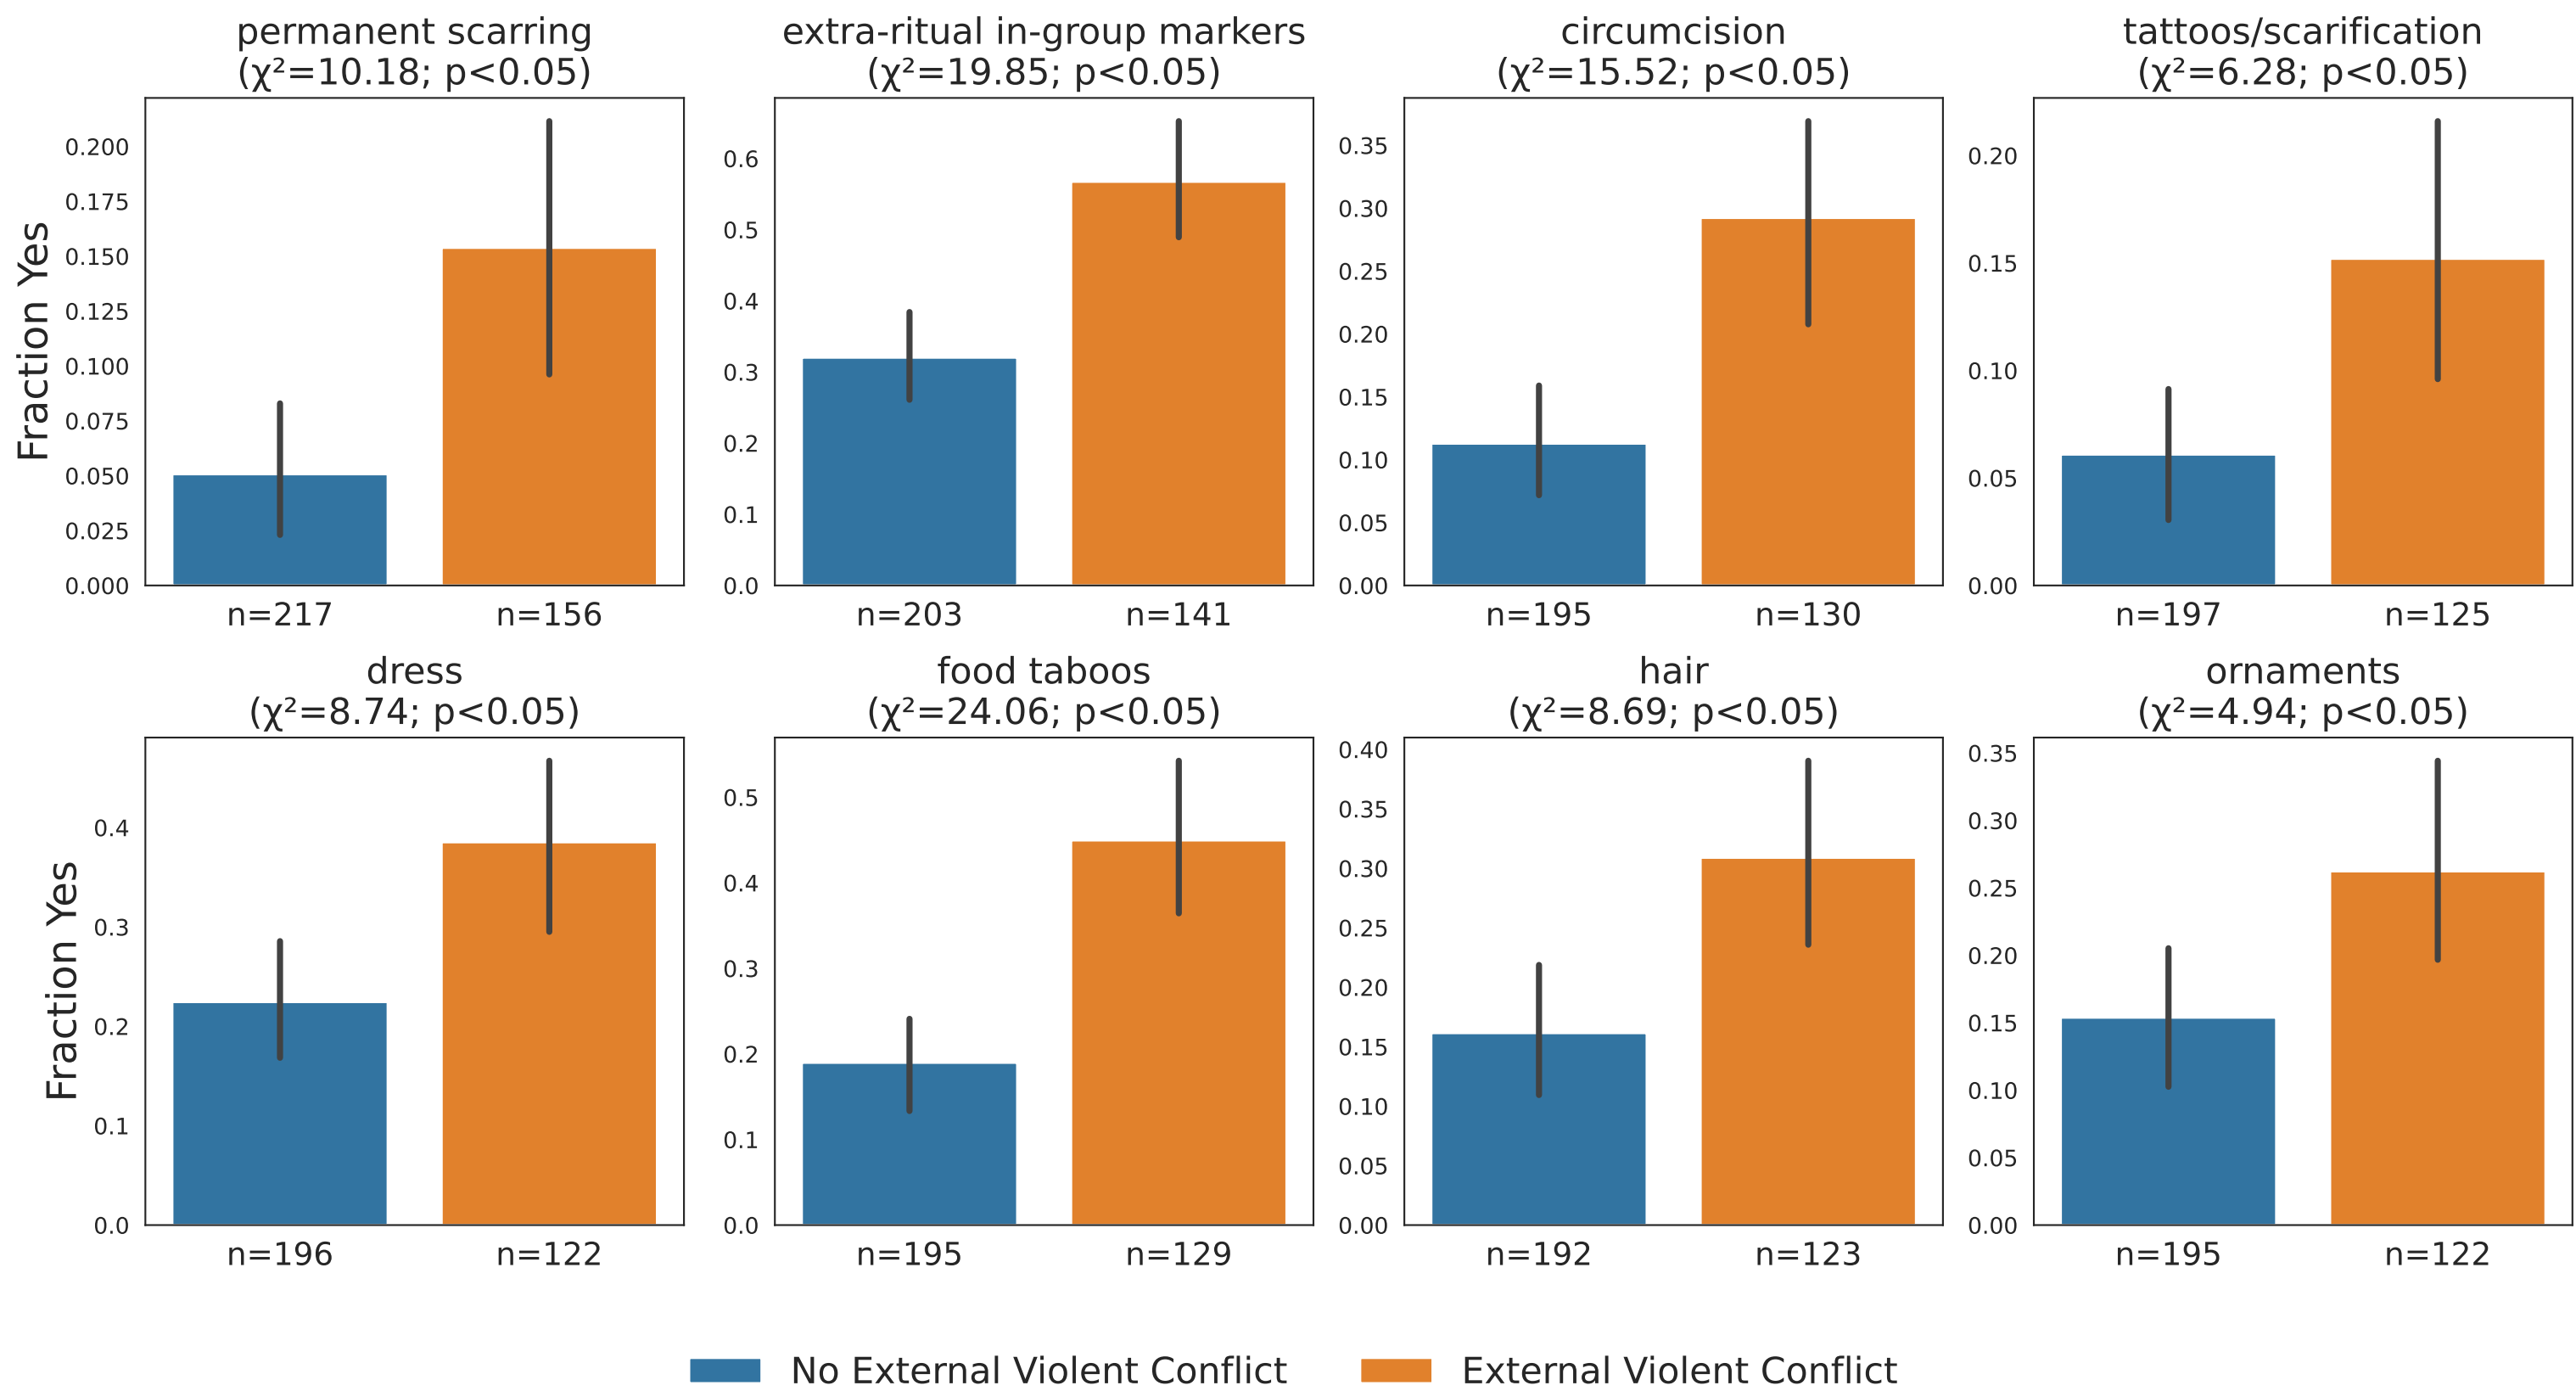 permanent scarring
(χ²=10.18; p<0.05)
extra-ritual in-group markers
(χ²=19.85; p<0.05)
circumcision
(χ²=15.52; p<0.05)
tattoos/scarification
(χ²=6.28; p<0.05)
Fraction Yes
0.200
0.175
0.150
0.125
0.100
0.075
0.050
0.025
0.000
n=217
n=156
0.6
0.5
0.4
0.3
0.2
0.1
0.0
n=203
n=141
0.35
0.30
0.25
0.20
0.15
0.10
0.05
0.00
n=195
n=130
0.20
0.15
0.10
0.05
0.00
n=197
n=125
dress
(χ²=8.74; p<0.05)
food taboos
(χ²=24.06; p<0.05)
hair
(χ²=8.69; p<0.05)
ornaments
(χ²=4.94; p<0.05)
Fraction Yes
0.4
0.3
0.2
0.1
0.0
n=196
n=122
0.5
0.4
0.3
0.2
0.1
0.0
n=195
n=129
0.40
0.35
0.30
0.25
0.20
0.15
0.10
0.05
0.00
n=192
n=123
0.35
0.30
0.25
0.20
0.15
0.10
0.05
0.00
n=195
n=122
No External Violent Conflict
External Violent Conflict